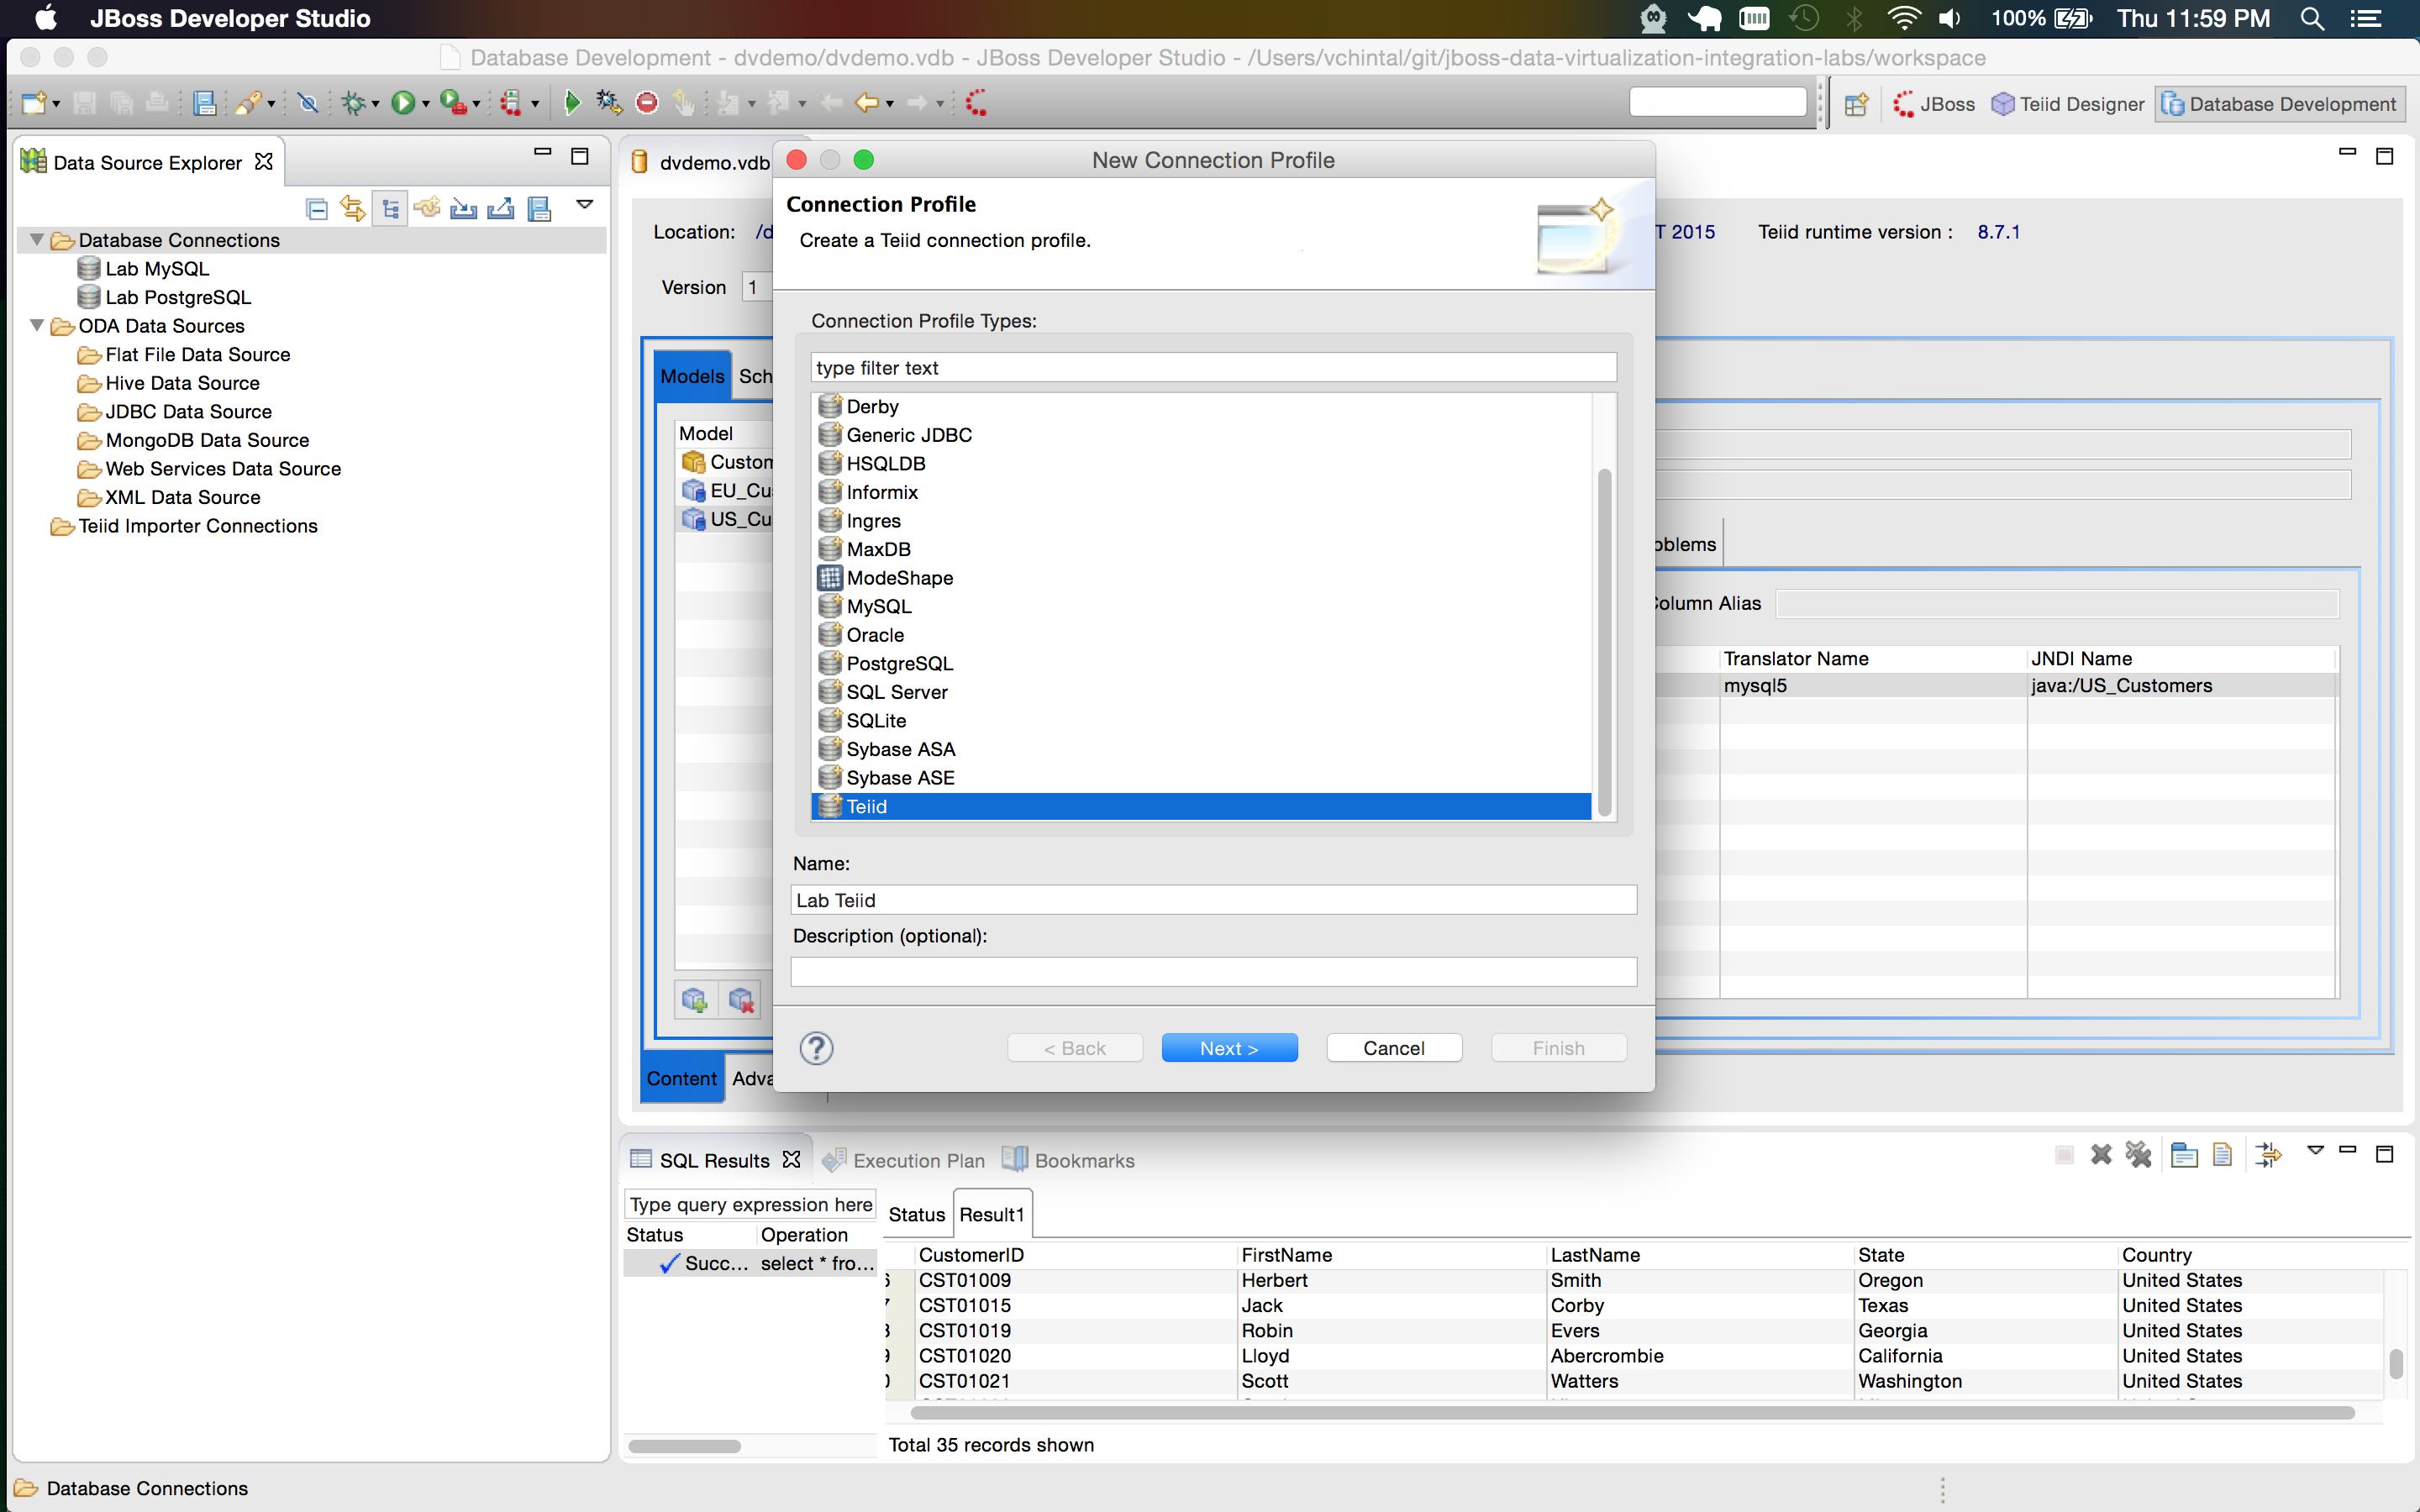 JBoss Developer Studio
100%
Thu 11:59 PM
Database Development - dvdemo/dvdemo.vdb - JBoss Developer Studio - /Users/vchintal/git/jboss-data-virtualization-integration-labs/workspace
JBoss
Teiid Designer
Database Development
Data Source Explorer
Database Connections
Lab MySQL
Lab PostgreSQL
ODA Data Sources
Flat File Data Source
Hive Data Source
JDBC Data Source
MongoDB Data Source
Web Services Data Source
XML Data Source
Teiid Importer Connections
dvdemo.vdb
Location: /d
T 2015 Teiid runtime version : 8.7.1
Version 1
Models Sch
Model
Custom
EU_Cu
US_Cu
Content Adva
New Connection Profile
Connection Profile
Create a Teiid connection profile.
Connection Profile Types:
type filter text
Derby
Generic JDBC
HSQLDB
Informix
Ingres
MaxDB
ModeShape
MySQL
Oracle
PostgreSQL
SQL Server
SQLite
Sybase ASA
Sybase ASE
Teiid
Name:
Lab Teiid
Description (optional):
? < Back Next > Cancel Finish
oblems
Column Alias
Translator Name JNDI Name
mysql5 java:/US_Customers
SQL Results Execution Plan Bookmarks
Type query expression here
Status Operation
Succ... select * fro...
Status Result1
CustomerID FirstName LastName State Country
CST01009 Herbert Smith Oregon United States
CST01015 Jack Corby Texas United States
CST01019 Robin Evers Georgia United States
CST01020 Lloyd Abercrombie California United States
CST01021 Scott Watters Washington United States
Total 35 records shown
Database Connections